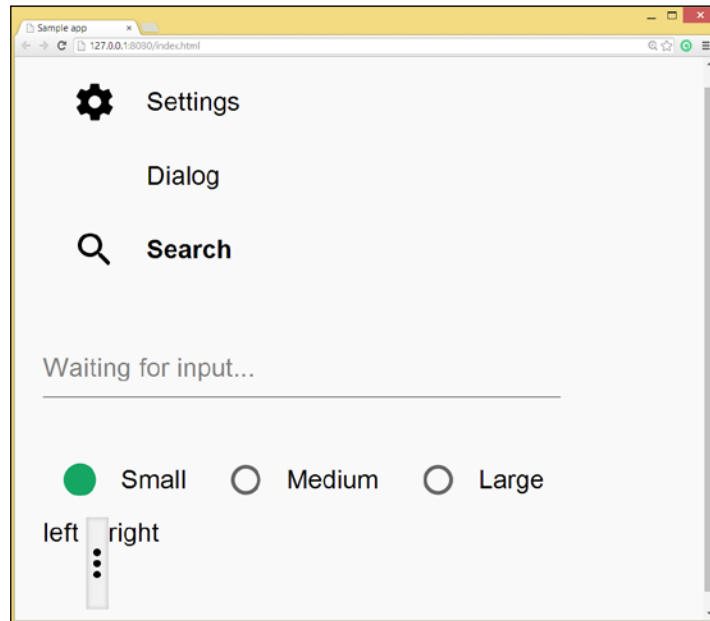 Sample app
127.0.0.1:8080/index.html
Settings
Dialog
Search
Waiting for input...
Small Medium Large
left right